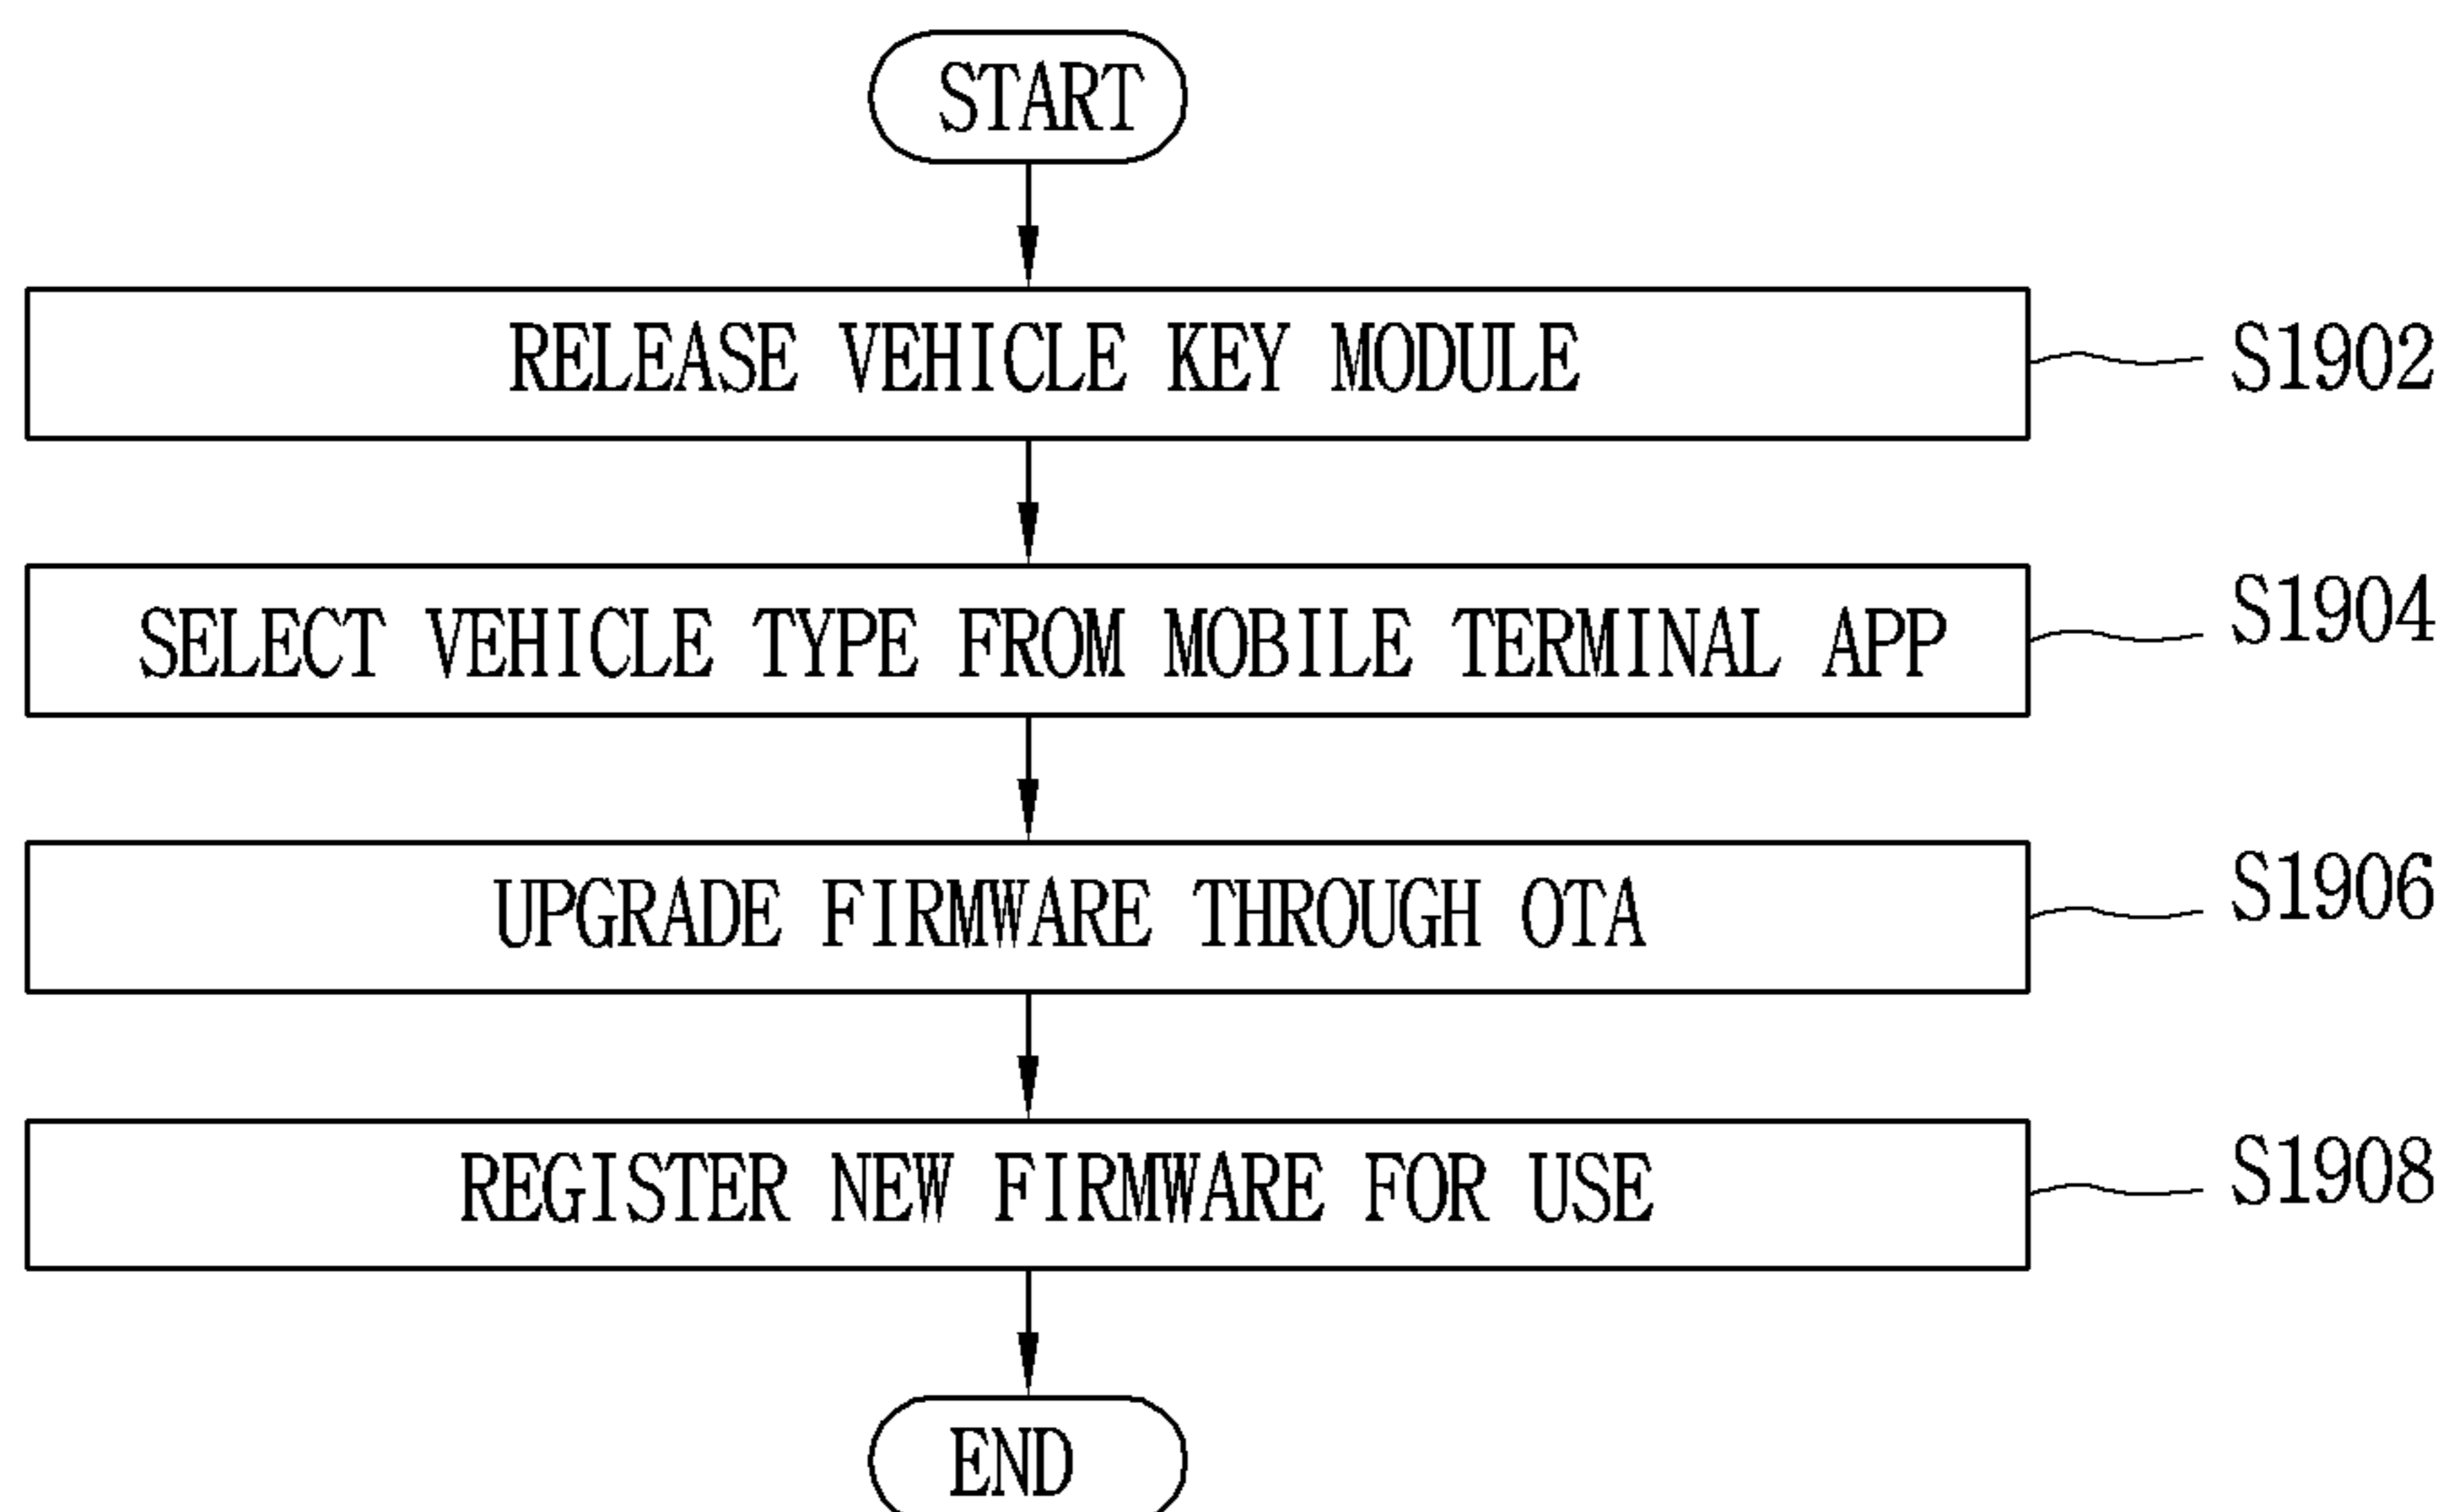 START
RELEASE VEHICLE KEY MODULE
S1902
SELECT VEHICLE TYPE FROM MOBILE TERMINAL APP
S1904
UPGRADE FIRMWARE THROUGH OTA
S1906
REGISTER NEW FIRMWARE FOR USE
S1908
END